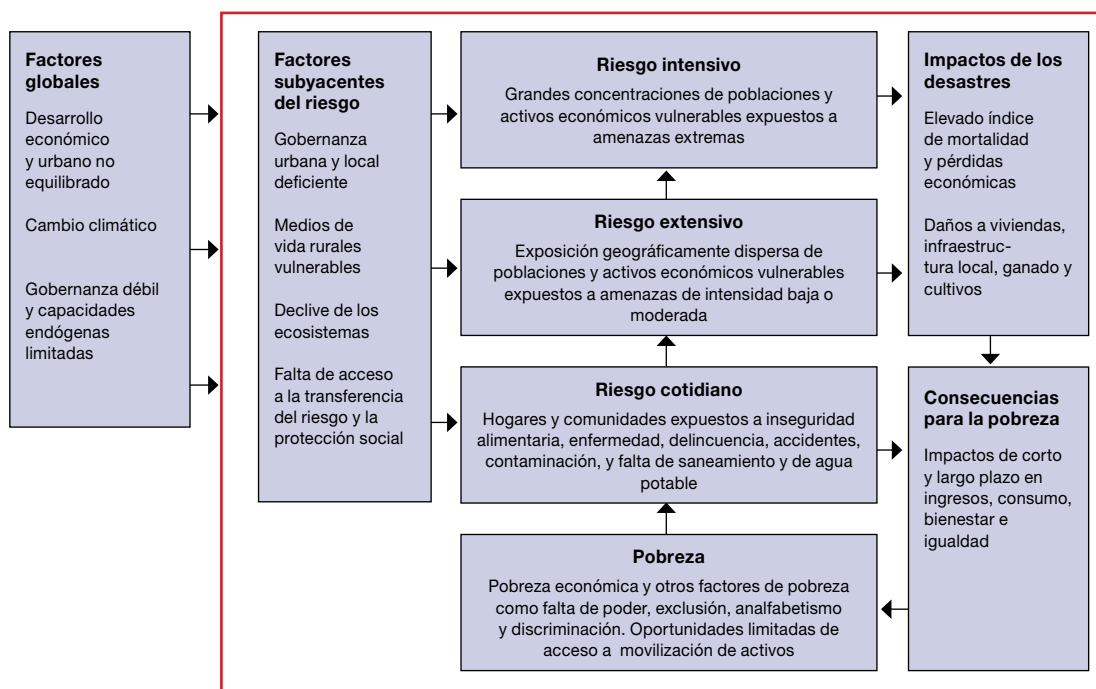 Factores
globales
Desarrollo
económico
y urbano no
equilibrado
Cambio climático
Gobernanza débil
y capacidades
endógenas
limitadas
Factores
subyacentes
del riesgo
Gobernanza
urbana y local
deficiente
Medios de
vida rurales
vulnerables
Declive de los
ecosistemas
Falta de acceso
a la transferencia
del riesgo y la
protección social
Riesgo intensivo
Grandes concentraciones de poblaciones y
activos económicos vulnerables expuestos a
amenazas extremas
Riesgo extensivo
Exposición geográficamente dispersa de
poblaciones y activos económicos vulnerables
expuestos a amenazas de intensidad baja o
moderada
Riesgo cotidiano
Hogares y comunidades expuestos a inseguridad
alimentaria, enfermedad, delincuencia, accidentes,
contaminación, y falta de saneamiento y de agua
potable
Pobreza
Pobreza económica y otros factores de pobreza
como falta de poder, exclusión, analfabetismo
y discriminación. Oportunidades limitadas de
acceso a movilización de activos
Impactos de los
desastres
Elevado índice
de mortalidad
y pérdidas
económicas
Daños a viviendas,
infraestruc-
tura local, ganado y
cultivos
Consecuencias
para la pobreza
Impactos de corto
y largo plazo en
ingresos, consumo,
bienestar e
igualdad